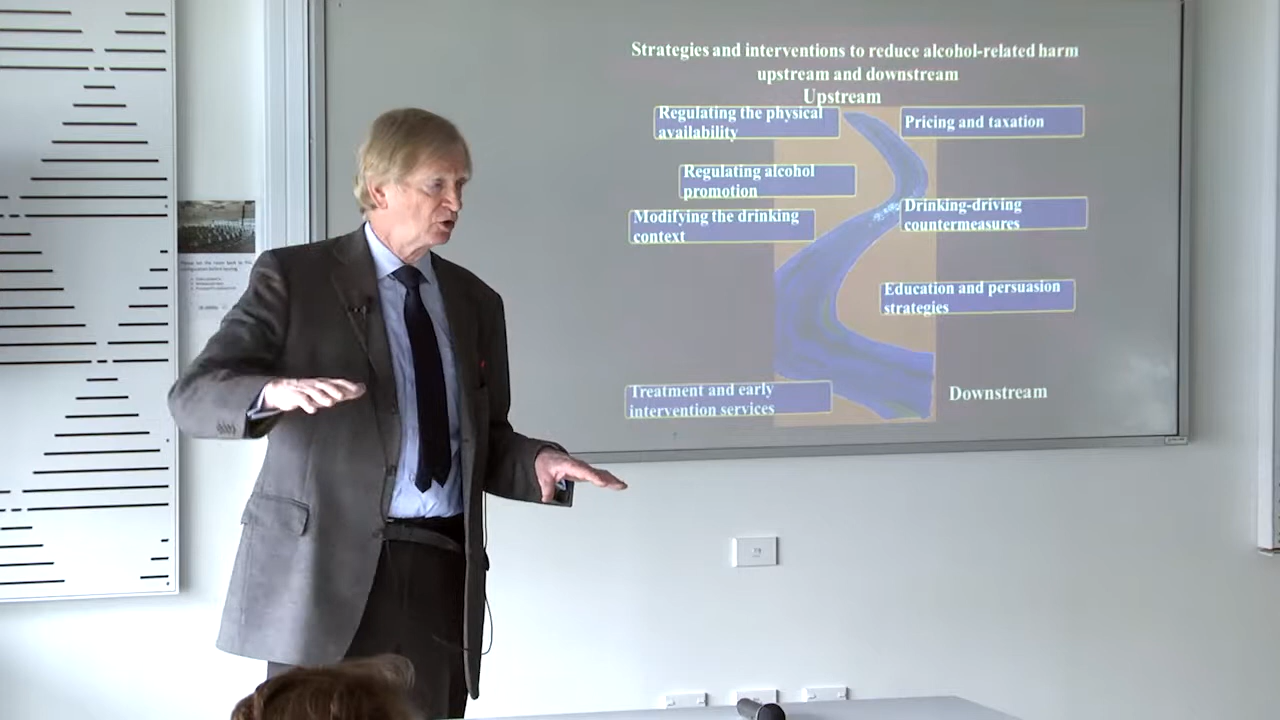 Strategies and interventions to reduce alcohol-related harm
upstream and downstream
Upstream
Regulating the physical
availability
Pricing and taxation
Regulating alcohol
promotion
Modifying the drinking
context
Drinking-driving
countermeasures
Education and persuasion
strategies
Treatment and early
intervention services
Downstream